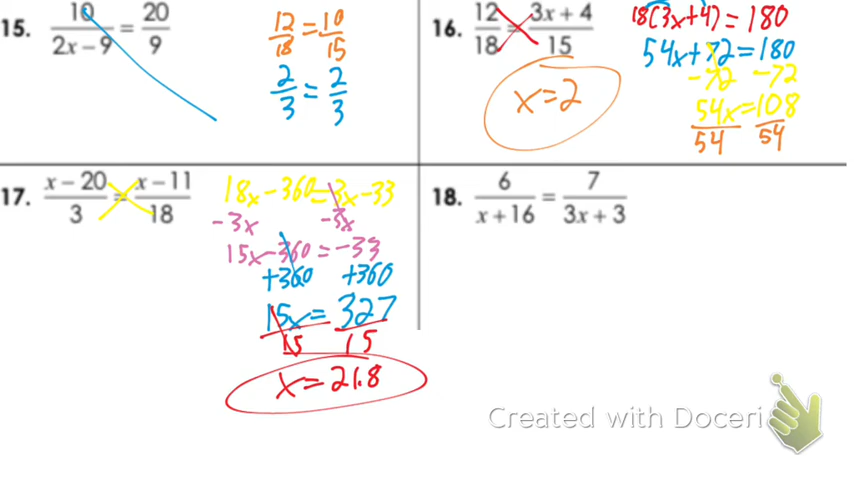 15. 10/(2x − 9) = 20/9
12/18 = 10/15
2/3 = 2/3
16. 12/18 = (3x + 4)/15
18(3x+4) = 180
54x+72=180
-72 -72
54x=108
54 54
x=2
17. (x − 20)/3 = (x − 11)/18
18x-360=3x-33
-3x -3x
15x-360=-33
+360 +360
15x=327
15 15
x=21.8
18. 6/(x + 16) = 7/(3x + 3)
Created with Doceri